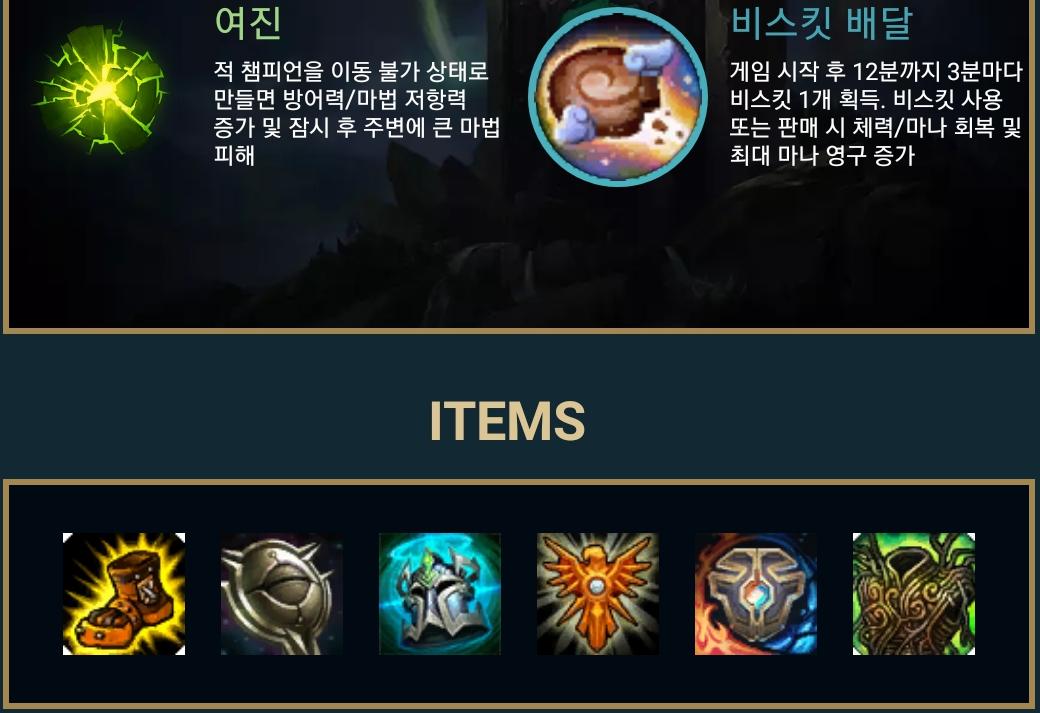 여진
적 챔피언을 이동 불가 상태로
만들면 방어력/마법 저항력
증가 및 잠시 후 주변에 큰 마법
피해
비스킷 배달
게임 시작 후 12분까지 3분마다
비스킷 1개 획득. 비스킷 사용
또는 판매 시 체력/마나 회복 및
최대 마나 영구 증가
ITEMS